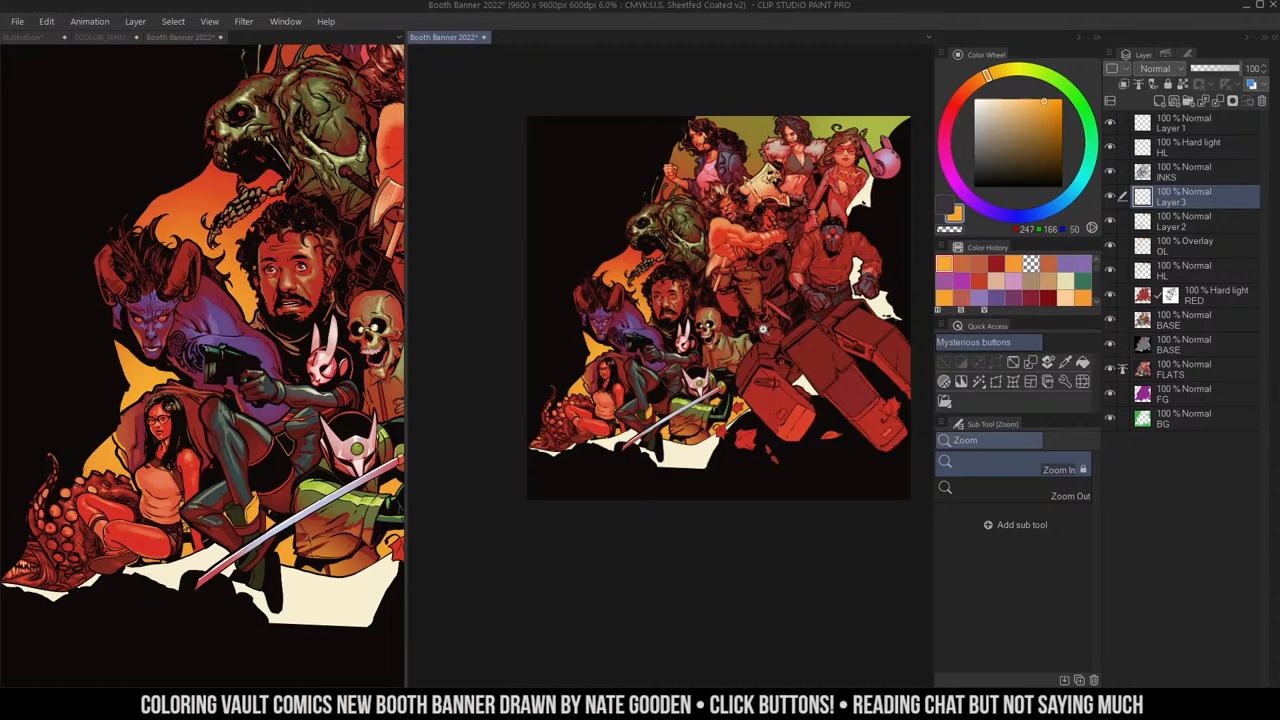 Booth Banner 2022* (9600 x 9600px 600dpi 6.0% : CMYK:U.S. Sheetfed Coated v2) - CLIP STUDIO PAINT PRO
File Edit Animation Layer Select View Filter Window Help
Illustration* 5COLOR_WHE Booth Banner 2022* Booth Banner 2022*
Color Wheel
247 166 50
Color History
H S V
Quick Access
Mysterious buttons
Sub Tool [Zoom]
Zoom
Zoom In
Zoom Out
Add sub tool
Layer
Normal 100
100 % Normal
Layer 1
100 % Hard light
HL
100 % Normal
INKS
100 % Normal
Layer 3
100 % Normal
Layer 2
100 % Overlay
OL
100 % Normal
HL
100 % Hard light
RED
100 % Normal
BASE
100 % Normal
BASE
100 % Normal
FLATS
100 % Normal
FG
100 % Normal
BG
COLORING VAULT COMICS NEW BOOTH BANNER DRAWN BY NATE GOODEN • CLICK BUTTONS! • READING CHAT BUT NOT SAYING MUCH